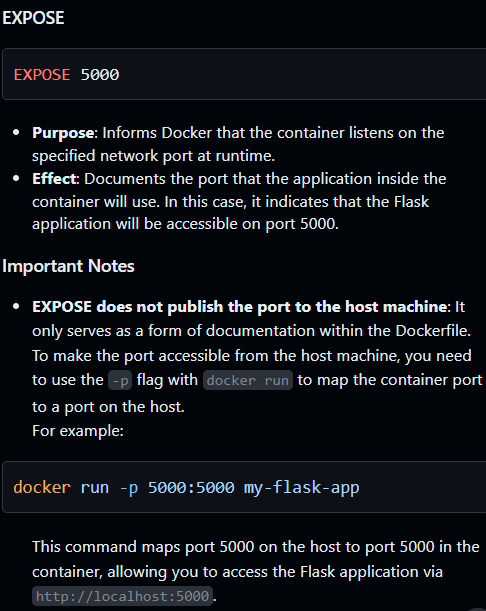 EXPOSE
EXPOSE 5000
Purpose: Informs Docker that the container listens on the
specified network port at runtime.
Effect: Documents the port that the application inside the
container will use. In this case, it indicates that the Flask
application will be accessible on port 5000.
Important Notes
EXPOSE does not publish the port to the host machine: It
only serves as a form of documentation within the Dockerfile.
To make the port accessible from the host machine, you need
to use the -p flag with docker run to map the container port
to a port on the host.
For example:
docker run -p 5000:5000 my-flask-app
This command maps port 5000 on the host to port 5000 in the
container, allowing you to access the Flask application via
http://localhost:5000.